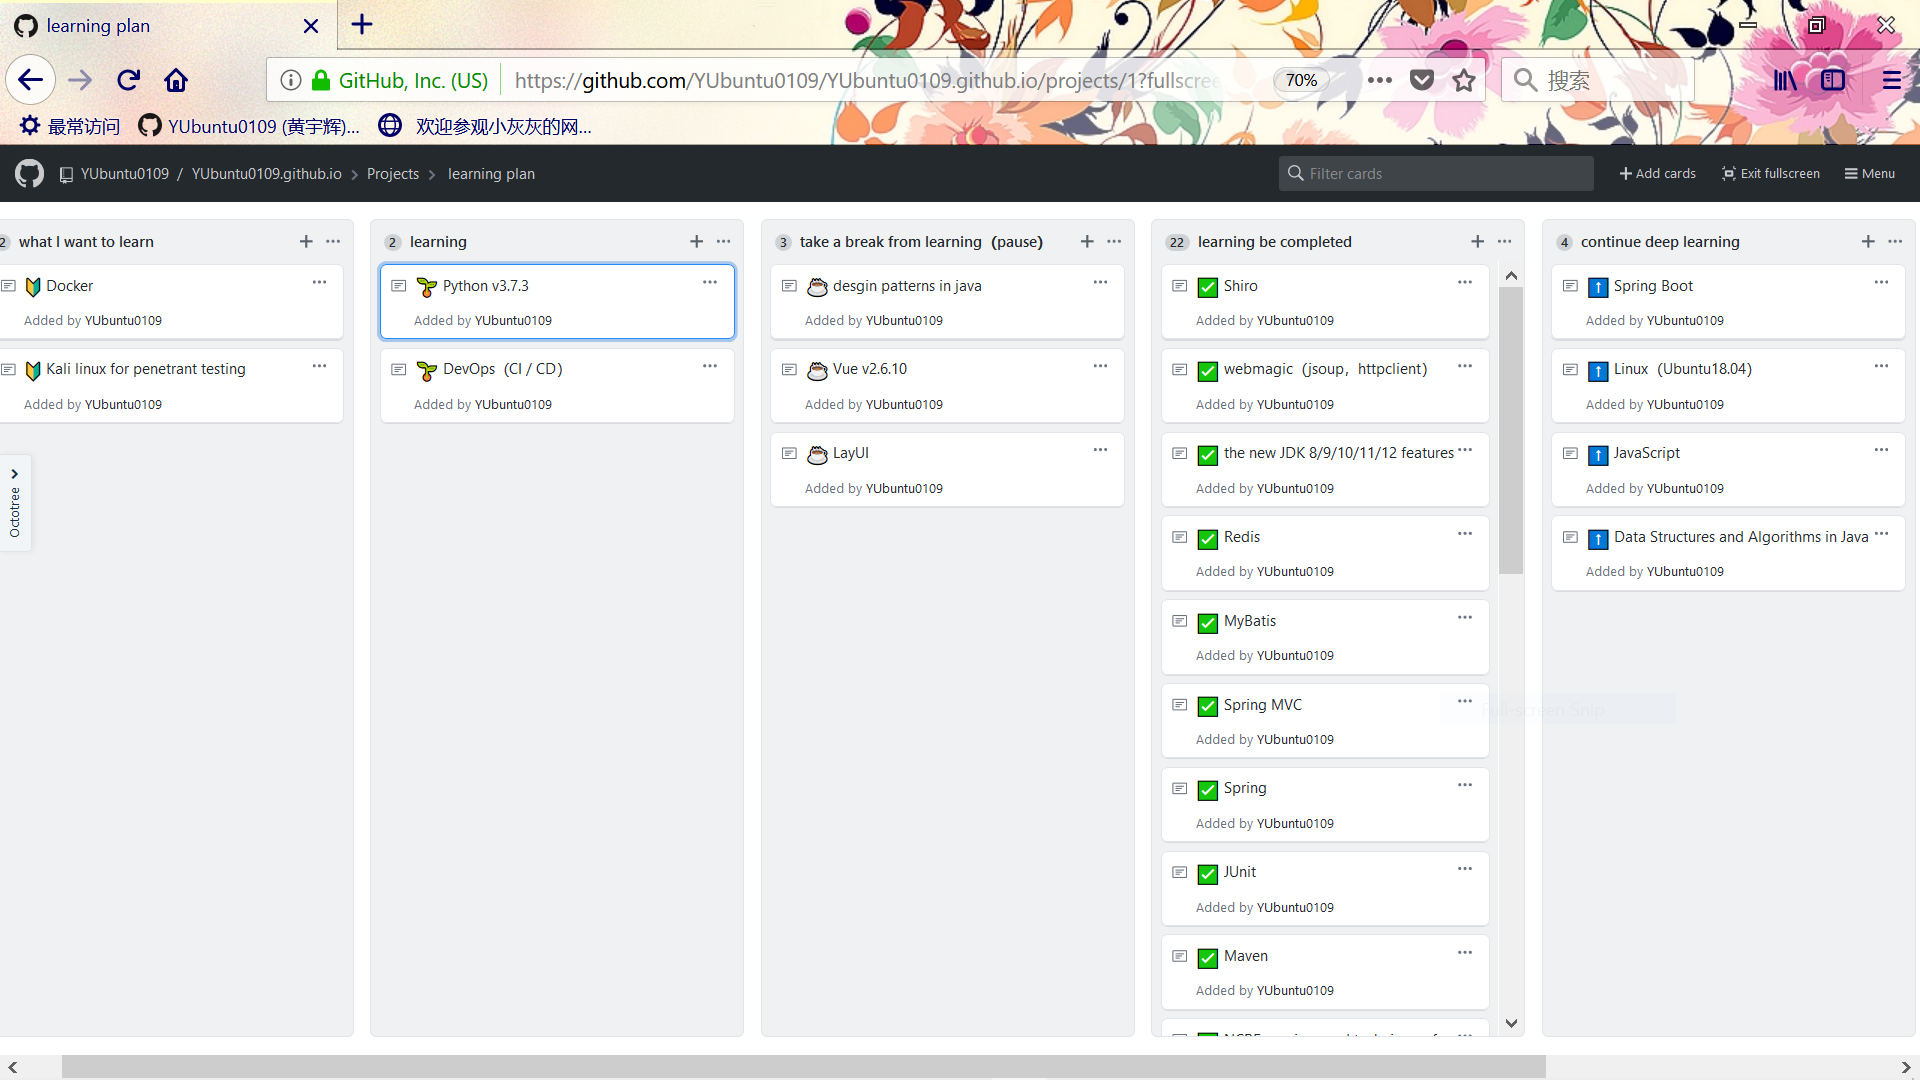 learning plan
GitHub, Inc. (US)
https://github.com/YUbuntu0109/YUbuntu0109.github.io/projects/1?fullscre
70%
搜索
最常访问
YUbuntu0109 (黄宇辉)...
欢迎参观小灰灰的网...
YUbuntu0109 / YUbuntu0109.github.io
Projects
learning plan
Filter cards
Add cards
Exit fullscreen
Menu
2 what I want to learn
Docker
Added by YUbuntu0109
Kali linux for penetrant testing
Added by YUbuntu0109
Octotree
2 learning
Python v3.7.3
Added by YUbuntu0109
DevOps（CI / CD）
Added by YUbuntu0109
3 take a break from learning（pause）
desgin patterns in java
Added by YUbuntu0109
Vue v2.6.10
Added by YUbuntu0109
LayUI
Added by YUbuntu0109
22 learning be completed
Shiro
Added by YUbuntu0109
webmagic（jsoup，httpclient）
Added by YUbuntu0109
the new JDK 8/9/10/11/12 features
Added by YUbuntu0109
Redis
Added by YUbuntu0109
MyBatis
Added by YUbuntu0109
Spring MVC
Added by YUbuntu0109
Spring
Added by YUbuntu0109
JUnit
Added by YUbuntu0109
Maven
Added by YUbuntu0109
4 continue deep learning
Spring Boot
Added by YUbuntu0109
Linux（Ubuntu18.04）
Added by YUbuntu0109
JavaScript
Added by YUbuntu0109
Data Structures and Algorithms in Java
Added by YUbuntu0109
Full-screen Snip